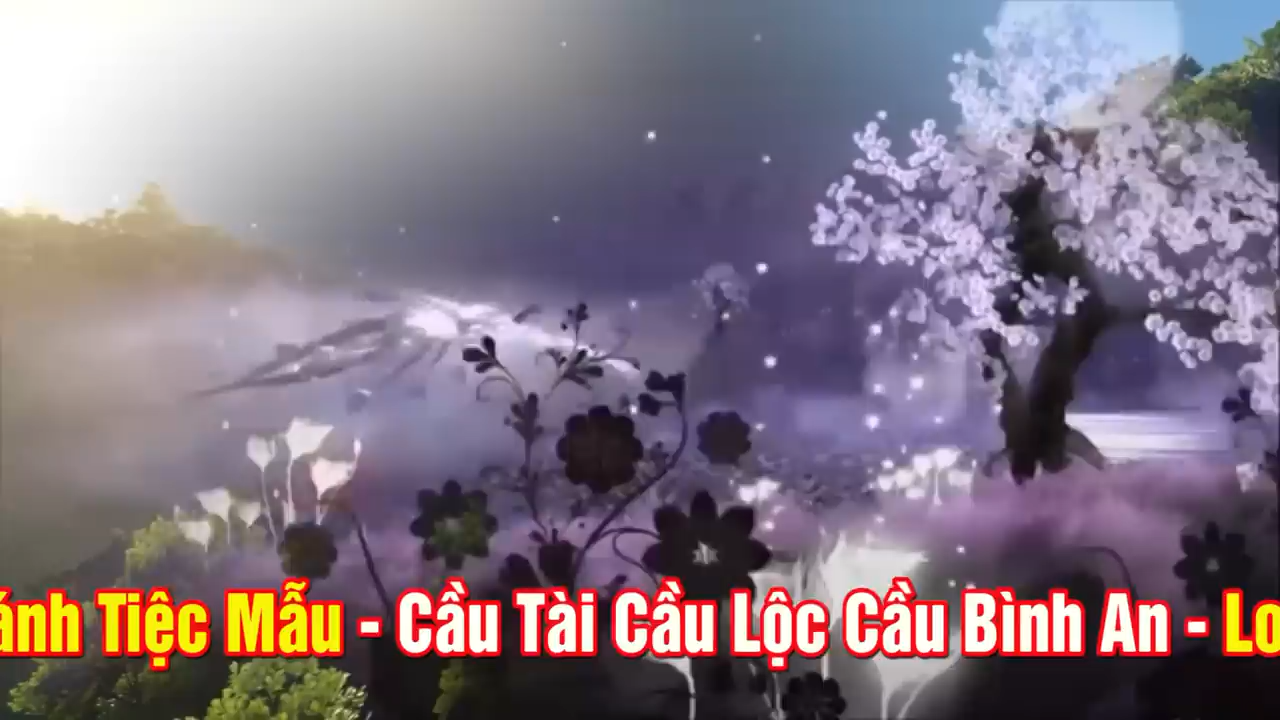 ánh Tiệc Mẫu - Cầu Tài Cầu Lộc Cầu Bình An - Lo